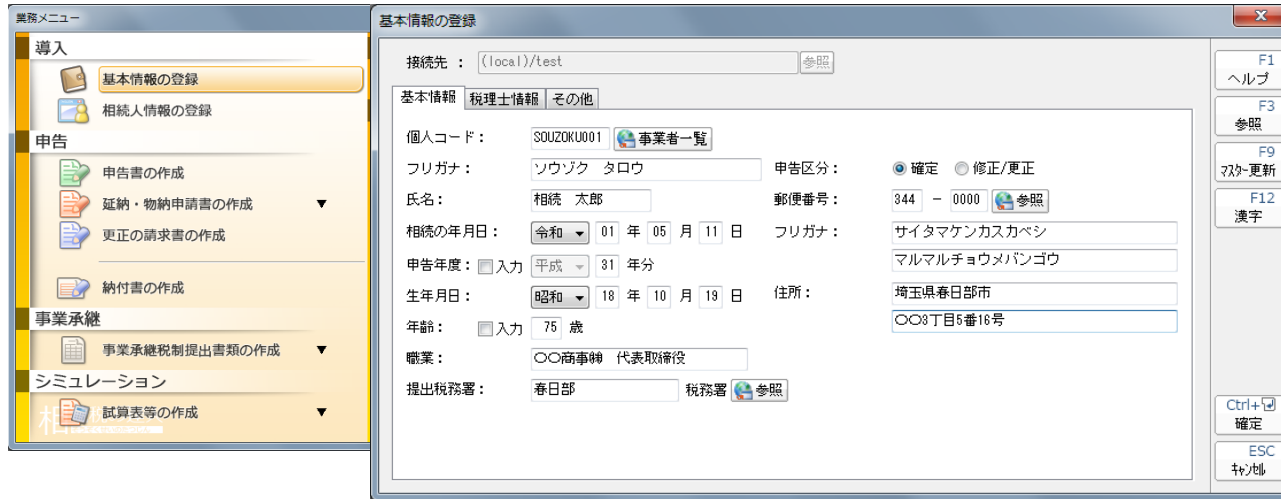 業務メニュー
導入
基本情報の登録
相続人情報の登録
申告
申告書の作成
延納・物納申請書の作成 ▼
更正の請求書の作成
納付書の作成
事業承継
事業承継税制提出書類の作成 ▼
シミュレーション
試算表等の作成 ▼
相
基本情報の登録
接続先 : (local)/test 参照
基本情報 税理士情報 その他
個人コード: SOUZOKU001 事業者一覧
フリガナ: ソウゾク タロウ 申告区分: 確定 修正/更正
氏名: 相続 太郎 郵便番号: 344 - 0000 参照
相続の年月日: 令和 ▼ 01 年 05 月 11 日 フリガナ: サイタマケンカスカベシ
申告年度: 入力 平成 31 年分 マルマルチョウメバンゴウ
生年月日: 昭和 ▼ 18 年 10 月 19 日 住所: 埼玉県春日部市
年齢: 入力 75 歳 〇〇3丁目5番16号
職業: 〇〇商事㈱ 代表取締役
提出税務署: 春日部 税務署 参照
F1
ヘルプ
F3
参照
F9
マスター更新
F12
漢字
Ctrl+
確定
ESC
キャンセル